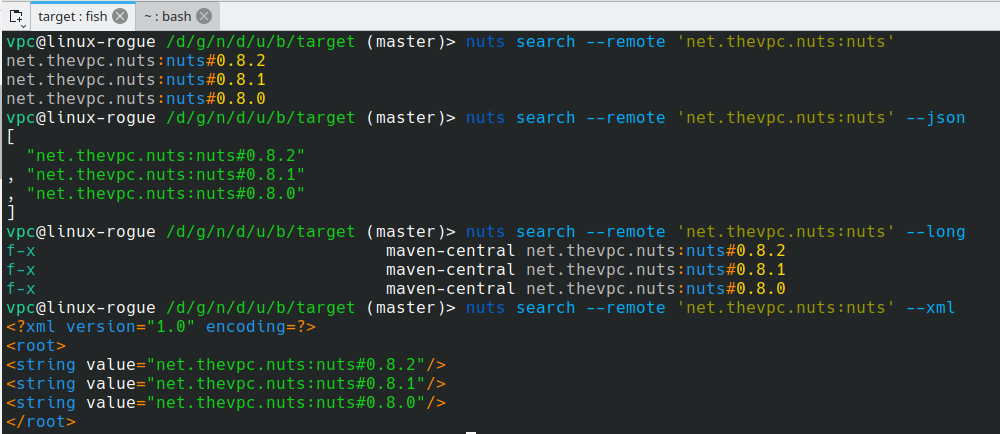 target : fish ~ : bash
vpc@linux-rogue /d/g/n/d/u/b/target (master)> nuts search --remote 'net.thevpc.nuts:nuts'
net.thevpc.nuts:nuts#0.8.2
net.thevpc.nuts:nuts#0.8.1
net.thevpc.nuts:nuts#0.8.0
vpc@linux-rogue /d/g/n/d/u/b/target (master)> nuts search --remote 'net.thevpc.nuts:nuts' --json
[
  "net.thevpc.nuts:nuts#0.8.2"
, "net.thevpc.nuts:nuts#0.8.1"
, "net.thevpc.nuts:nuts#0.8.0"
]
vpc@linux-rogue /d/g/n/d/u/b/target (master)> nuts search --remote 'net.thevpc.nuts:nuts' --long
f-x                                   maven-central net.thevpc.nuts:nuts#0.8.2
f-x                                   maven-central net.thevpc.nuts:nuts#0.8.1
f-x                                   maven-central net.thevpc.nuts:nuts#0.8.0
vpc@linux-rogue /d/g/n/d/u/b/target (master)> nuts search --remote 'net.thevpc.nuts:nuts' --xml
<?xml version="1.0" encoding=?>
<root>
<string value="net.thevpc.nuts:nuts#0.8.2"/>
<string value="net.thevpc.nuts:nuts#0.8.1"/>
<string value="net.thevpc.nuts:nuts#0.8.0"/>
</root>